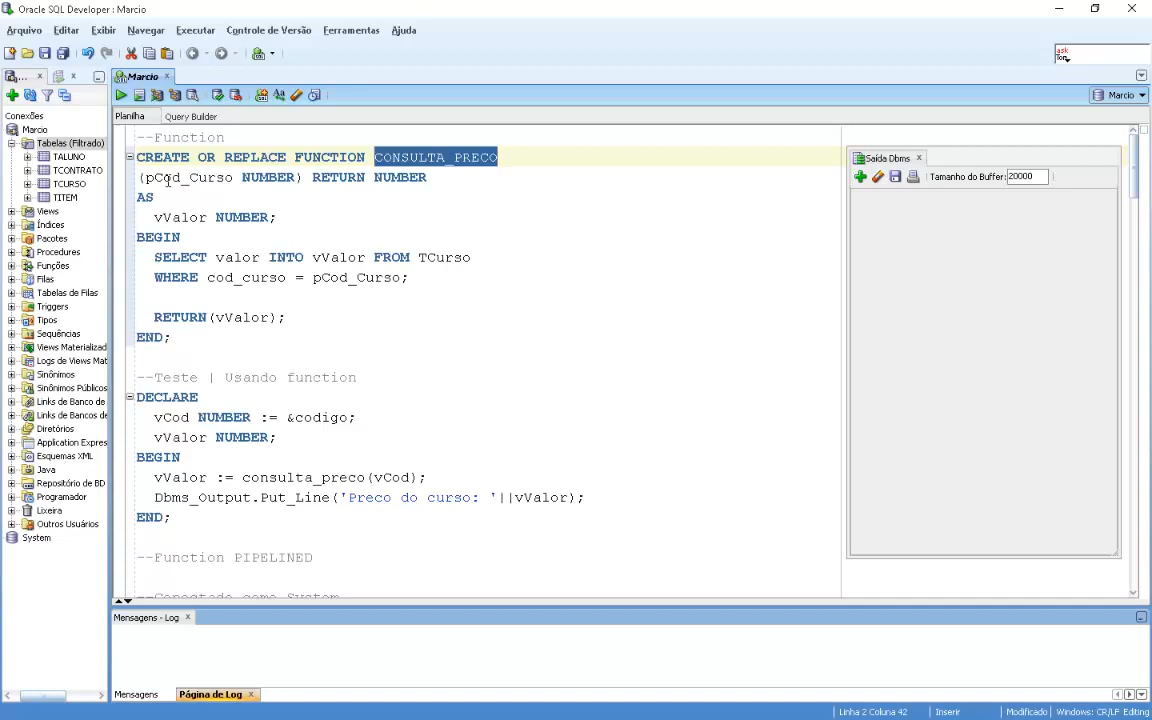 Oracle SQL Developer : Marcio
Arquivo Editar Exibir Navegar Executar Controle de Versão Ferramentas Ajuda
ask
Tom
... Marcio
Marcio
Planilha Query Builder
Conexões
Marcio
Tabelas (Filtrado)
TALUNO
TCONTRATO
TCURSO
TITEM
Views
Índices
Pacotes
Procedures
Funções
Filas
Tabelas de Filas
Triggers
Tipos
Sequências
Views Materializad
Logs de Views Mat
Sinônimos
Sinônimos Públicos
Links de Banco de
Links de Bancos de
Diretórios
Application Expres
Esquemas XML
Java
Repositório de BD
Programador
Lixeira
Outros Usuários
System
--Function
CREATE OR REPLACE FUNCTION CONSULTA_PRECO
(pCod_Curso NUMBER) RETURN NUMBER
AS
vValor NUMBER;
BEGIN
SELECT valor INTO vValor FROM TCurso
WHERE cod_curso = pCod_Curso;
RETURN(vValor);
END;
--Teste | Usando function
DECLARE
vCod NUMBER := &codigo;
vValor NUMBER;
BEGIN
vValor := consulta_preco(vCod);
Dbms_Output.Put_Line('Preco do curso: '||vValor);
END;
--Function PIPELINED
--Conectado como System
Saída Dbms
Tamanho do Buffer: 20000
Mensagens - Log
Mensagens Página de Log
Linha 2 Coluna 42 Inserir Modificado Windows: CR/LF Editing